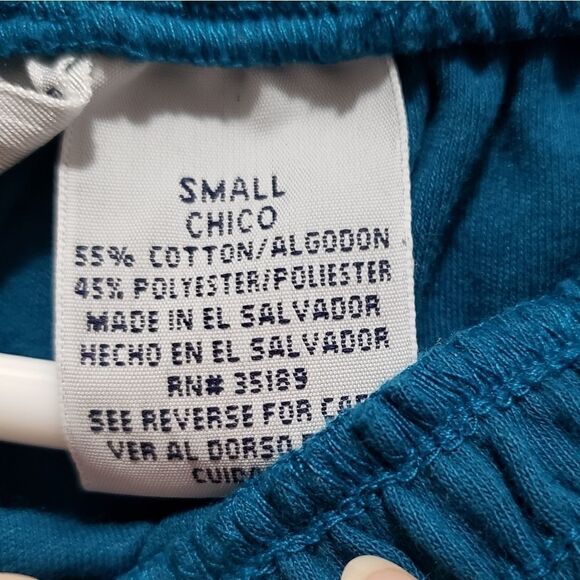 SMALL
CHICO
55% COTTON/ALGODON
45% POLYESTER/POLIESTER
MADE IN EL SALVADOR
HECHO EN EL SALVADOR
RN# 35189
SEE REVERSE FOR
VER AL DORSO